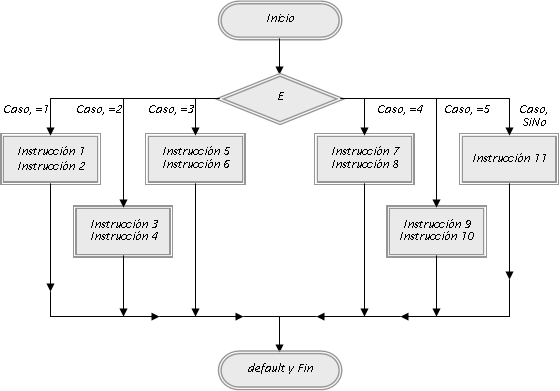 Inicio
E
Caso, =1
Caso, =2
Caso, =3
Caso, =4
Caso, =5
Caso,
SiNo
Instrucción 1
Instrucción 2
Instrucción 5
Instrucción 6
Instrucción 7
Instrucción 8
Instrucción 11
Instrucción 3
Instrucción 4
Instrucción 9
Instrucción 10
default y Fin